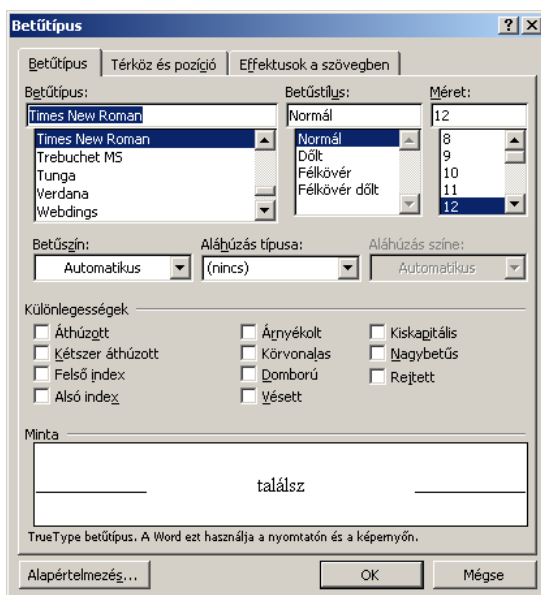 Betűtípus
Betűtípus Térköz és pozíció Effektusok a szövegben
Betűtípus: Betűstílus: Méret:
Times New Roman Normál 12
Times New Roman Normál 8
Trebuchet MS Dőlt 9
Tunga Félkövér 10
Verdana Félkövér dőlt 11
Webdings 12
Betűszín: Aláhúzás típusa: Aláhúzás színe:
Automatikus (nincs) Automatikus
Különlegességek
Áthúzott Árnyékolt Kiskapitális
Kétszer áthúzott Körvonalas Nagybetűs
Felső index Domború Rejtett
Alsó index Vésett
Minta
találsz
TrueType betűtípus. A Word ezt használja a nyomtatón és a képernyőn.
Alapértelmezés... OK Mégse